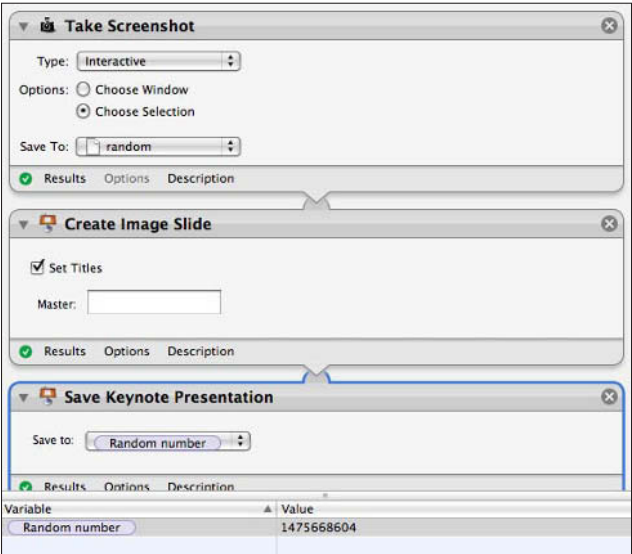 Take Screenshot
Type: Interactive
Options: Choose Window
Choose Selection
Save To: random
Results Options Description
Create Image Slide
Set Titles
Master:
Results Options Description
Save Keynote Presentation
Save to: Random number
Results Options Description
Variable Value
Random number 1475668604